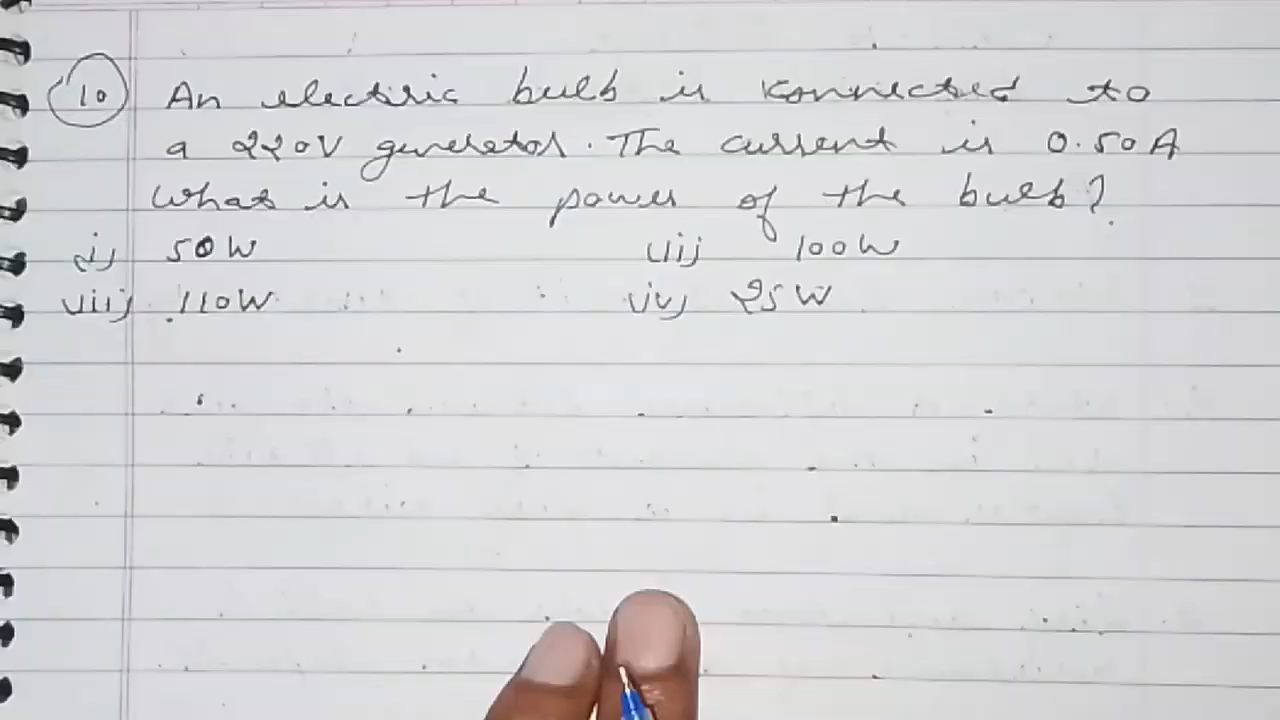 10 An electric bulb is connected to
a 220V generator. The current is 0.50A
What is the power of the bulb?
i) 50W ii) 100W
iii) 110W iv) 25W